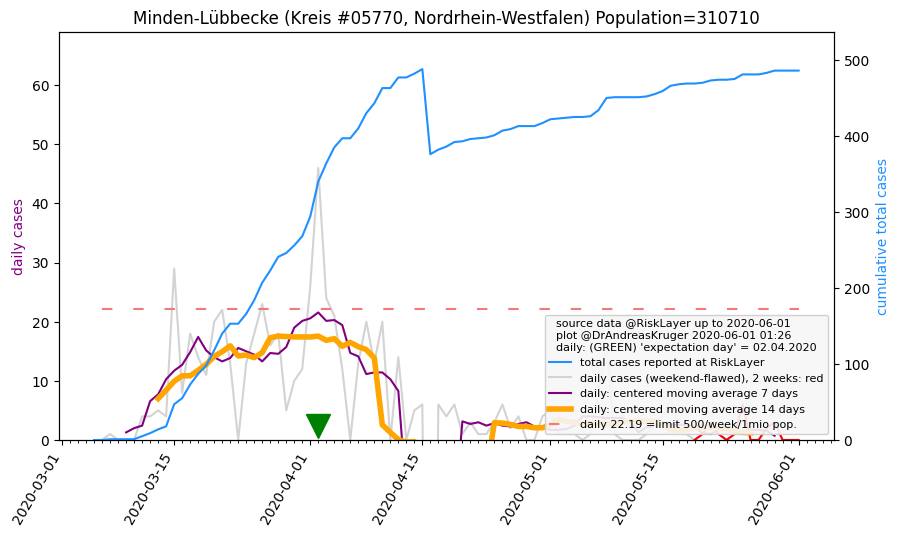 Minden-Lübbecke (Kreis #05770, Nordrhein-Westfalen) Population=310710
daily cases
60
50
40
30
20
10
0
500
400
300
200
100
0
cumulative total cases
source data @RiskLayer up to 2020-06-01
plot @DrAndreasKruger 2020-06-01 01:26
daily: (GREEN) 'expectation day' = 02.04.2020
total cases reported at RiskLayer
daily cases (weekend-flawed), 2 weeks: red
daily: centered moving average 7 days
daily: centered moving average 14 days
daily 22.19 =limit 500/week/1mio pop.
2020-03-01
2020-03-15
2020-04-01
2020-04-15
2020-05-01
2020-05-15
2020-06-01